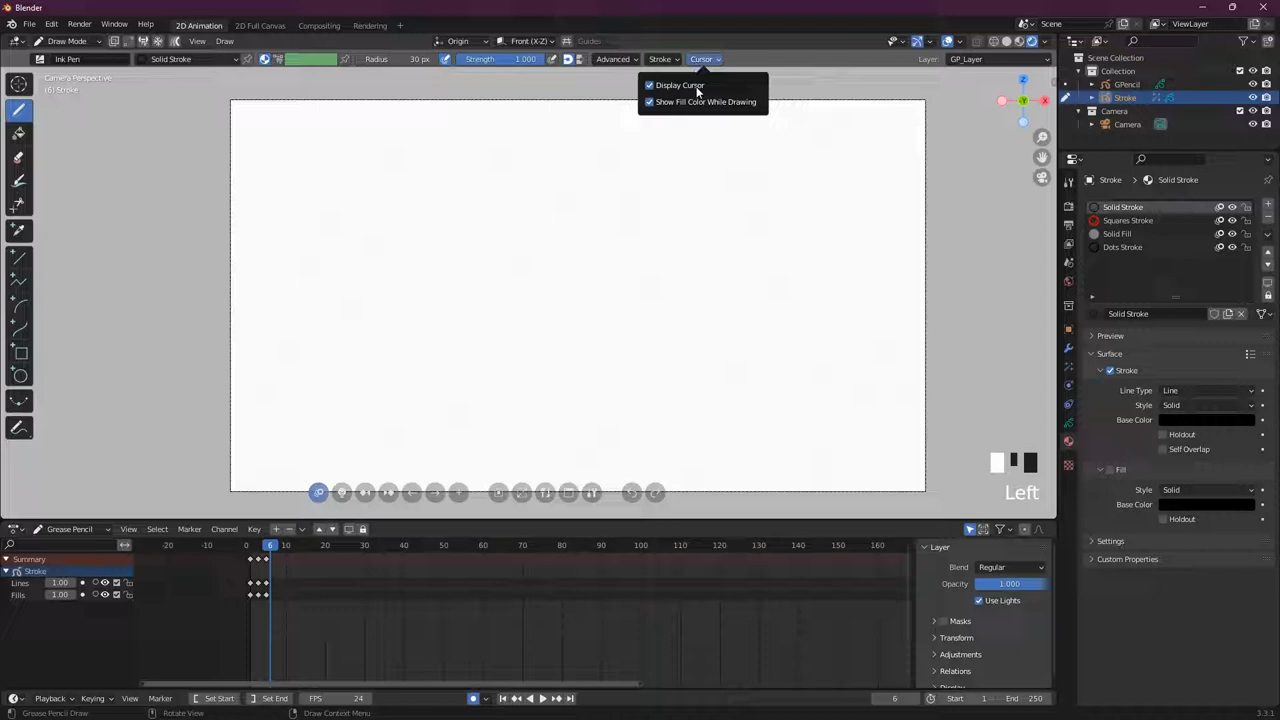 Blender
File Edit Render Window Help 2D Animation 2D Full Canvas Compositing Rendering + Scene ViewLayer
Draw Mode View Draw Origin Front (X-Z) Guides
Ink Pen Solid Stroke Radius 30 px Strength 1.000 Advanced Stroke Cursor Layer: GP_Layer
Camera Perspective
(6) Stroke
Display Cursor
Show Fill Color While Drawing
Z
X
Y
Left
Scene Collection
Collection
GPencil
Stroke
Camera
Camera
Stroke Solid Stroke
Solid Stroke
Squares Stroke
Solid Fill
Dots Stroke
Solid Stroke
Preview
Surface
Stroke
Line Type Line
Style Solid
Base Color
Holdout
Self Overlap
Fill
Style Solid
Base Color
Holdout
Settings
Custom Properties
Grease Pencil View Select Marker Channel Key
-20 -10 0 6 10 20 30 40 50 60 70 80 90 100 110 120 130 140 150 160
Summary
Stroke
Lines 1.00
Fills 1.00
Layer
Blend Regular
Opacity 1.000
Use Lights
Masks
Transform
Adjustments
Relations
Display
Playback Keying View Marker Set Start Set End FPS 24 6 Start 1 End 250
Grease Pencil Draw Rotate View Draw Context Menu 3.3.1